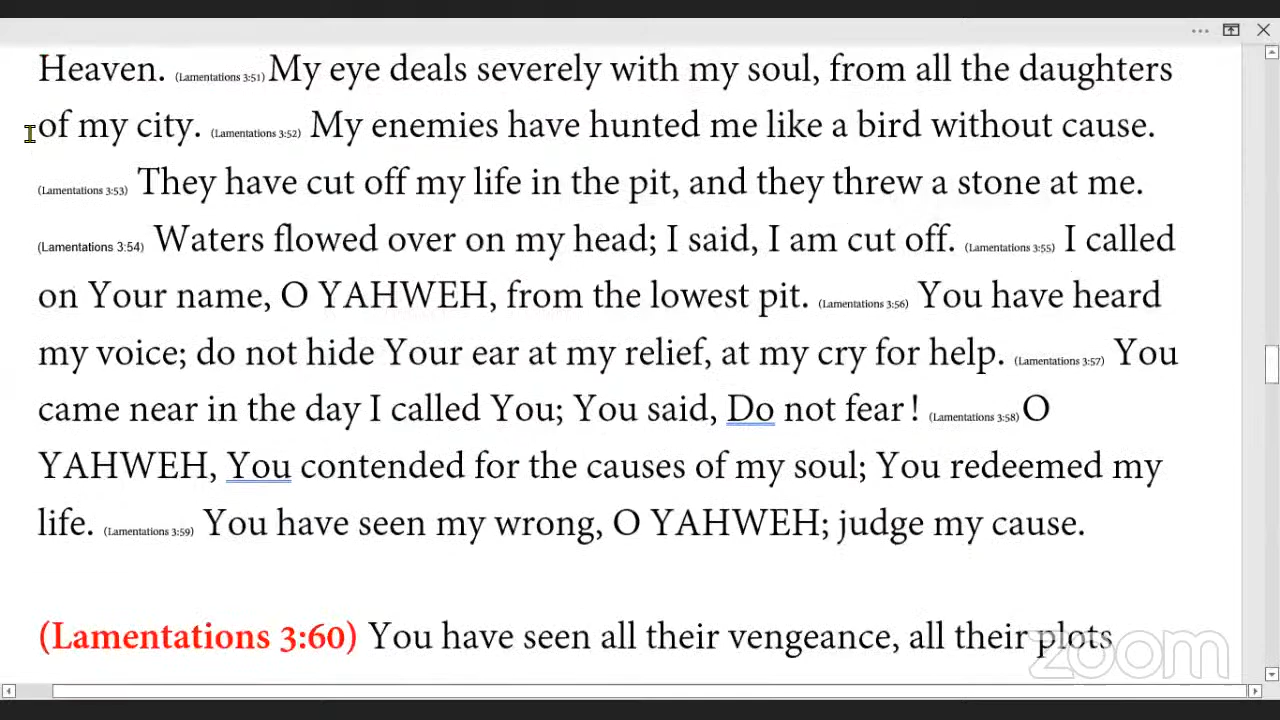 Heaven. (Lamentations 3:51) My eye deals severely with my soul, from all the daughters
of my city. (Lamentations 3:52) My enemies have hunted me like a bird without cause.
(Lamentations 3:53) They have cut off my life in the pit, and they threw a stone at me.
(Lamentations 3:54) Waters flowed over on my head; I said, I am cut off. (Lamentations 3:55) I called
on Your name, O YAHWEH, from the lowest pit. (Lamentations 3:56) You have heard
my voice; do not hide Your ear at my relief, at my cry for help. (Lamentations 3:57) You
came near in the day I called You; You said, Do not fear! (Lamentations 3:58) O
YAHWEH, You contended for the causes of my soul; You redeemed my
life. (Lamentations 3:59) You have seen my wrong, O YAHWEH; judge my cause.
(Lamentations 3:60) You have seen all their vengeance, all their plots
zoom